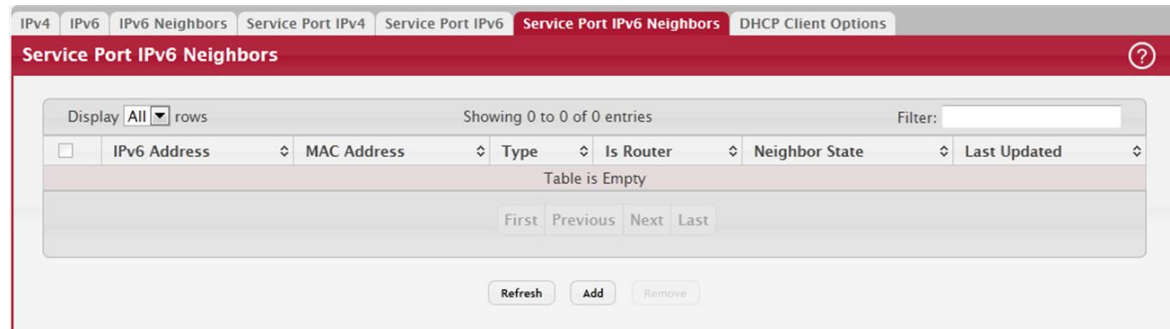 IPv4 IPv6 IPv6 Neighbors Service Port IPv4 Service Port IPv6 Service Port IPv6 Neighbors DHCP Client Options
Service Port IPv6 Neighbors ?
Display All rows Showing 0 to 0 of 0 entries Filter:
IPv6 Address MAC Address Type Is Router Neighbor State Last Updated
Table is Empty
First Previous Next Last
Refresh Add Remove